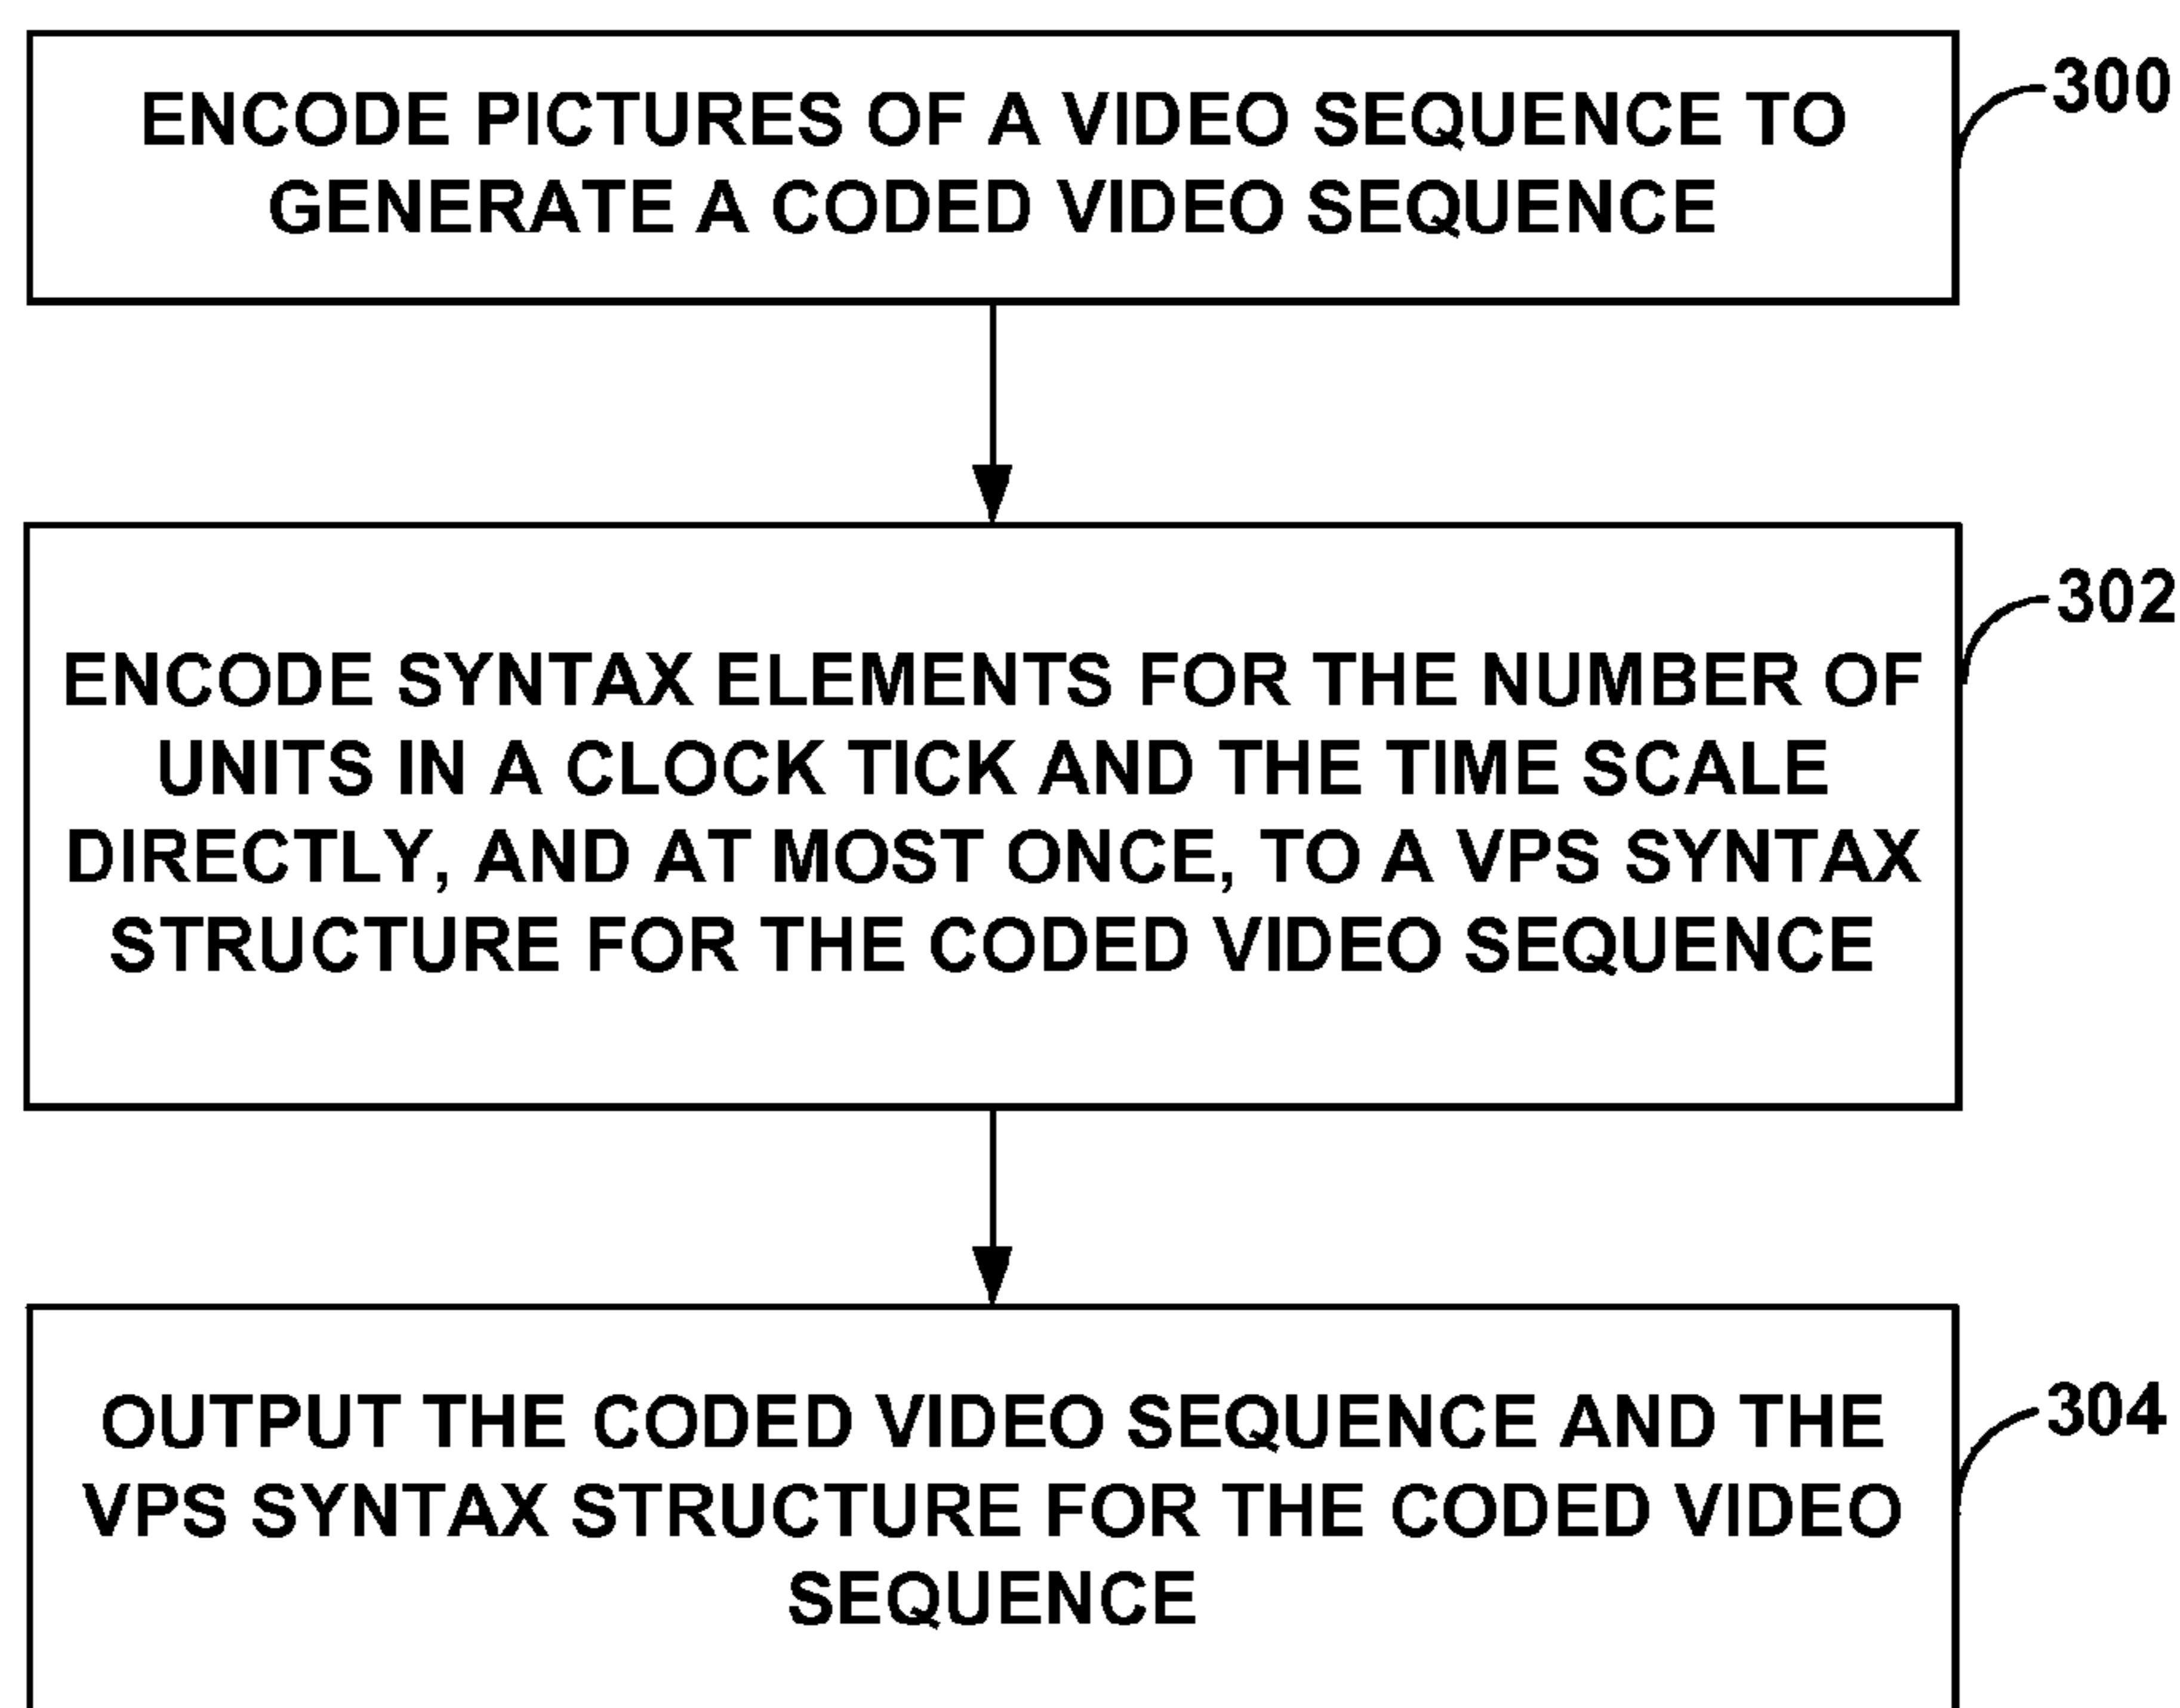 ENCODE PICTURES OF A VIDEO SEQUENCE TO
GENERATE A CODED VIDEO SEQUENCE
300
ENCODE SYNTAX ELEMENTS FOR THE NUMBER OF
UNITS IN A CLOCK TICK AND THE TIME SCALE
DIRECTLY, AND AT MOST ONCE, TO A VPS SYNTAX
STRUCTURE FOR THE CODED VIDEO SEQUENCE
302
OUTPUT THE CODED VIDEO SEQUENCE AND THE
VPS SYNTAX STRUCTURE FOR THE CODED VIDEO
SEQUENCE
304